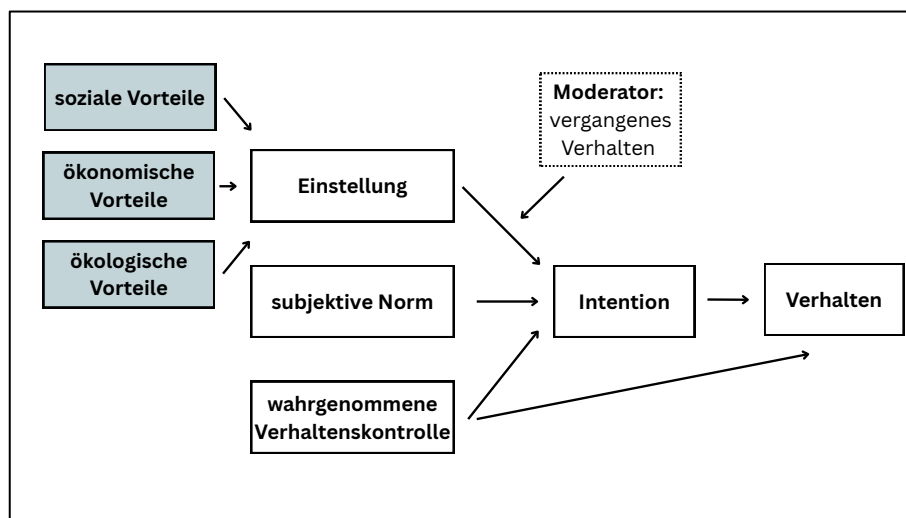 soziale Vorteile
ökonomische
Vorteile
ökologische
Vorteile
Einstellung
subjektive Norm
wahrgenommene
Verhaltenskontrolle
Moderator:
vergangenes
Verhalten
Intention
Verhalten